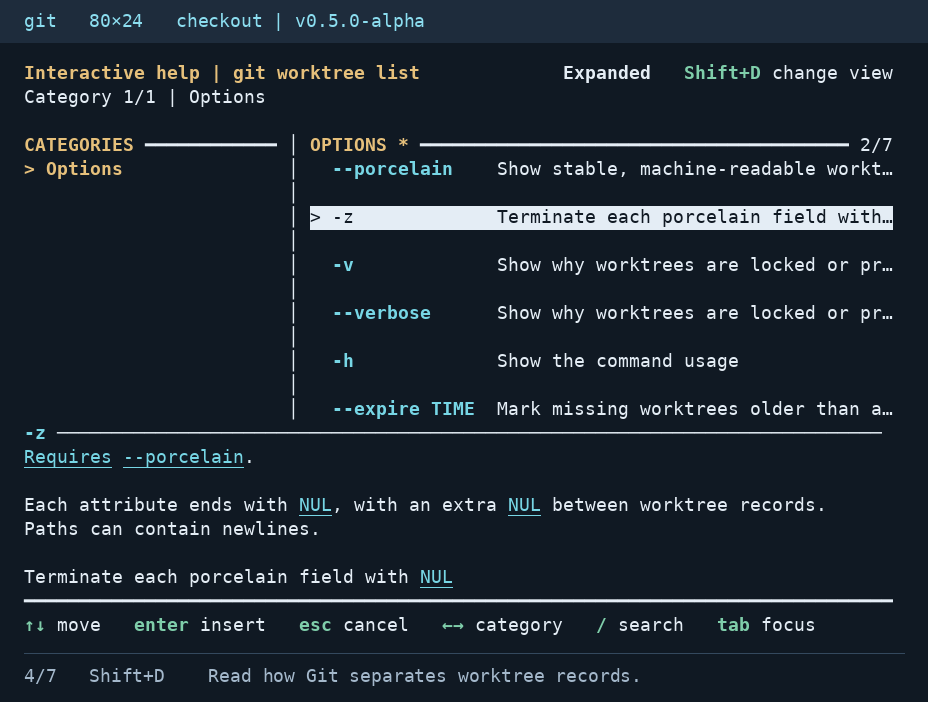 git   80×24   checkout | v0.5.0-alpha
Interactive help | git worktree list   Expanded   Shift+D change view
Category 1/1 | Options
CATEGORIES   OPTIONS *   2/7
> Options   --porcelain   Show stable, machine-readable workt…
> -z   Terminate each porcelain field with…
-v   Show why worktrees are locked or pr…
--verbose   Show why worktrees are locked or pr…
-h   Show the command usage
--expire TIME   Mark missing worktrees older than a…
-z
Requires --porcelain.
Each attribute ends with NUL, with an extra NUL between worktree records.
Paths can contain newlines.
Terminate each porcelain field with NUL
↑↓ move   enter insert   esc cancel   ←→ category   / search   tab focus
4/7   Shift+D   Read how Git separates worktree records.